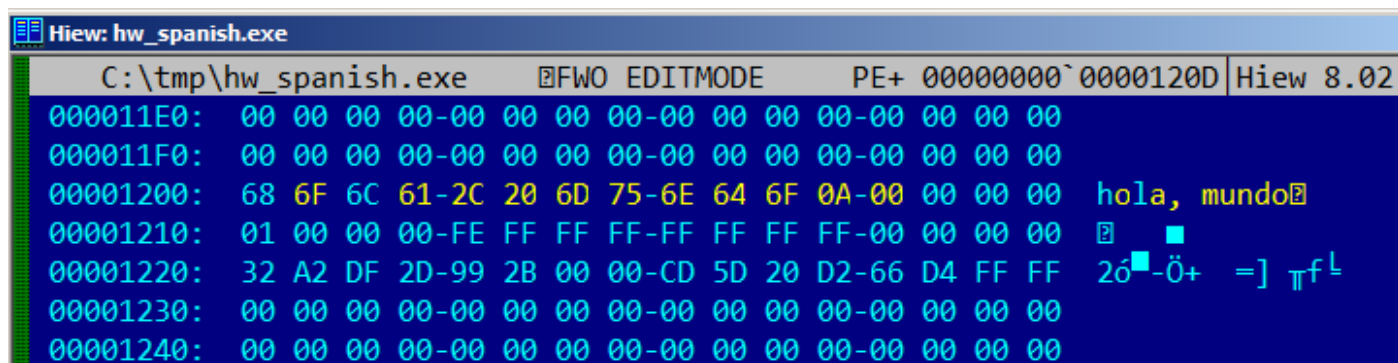 Hiew: hw_spanish.exe
C:\tmp\hw_spanish.exe FWO EDITMODE PE+ 00000000`0000120D|Hiew 8.02
000011E0: 00 00 00 00-00 00 00 00-00 00 00 00-00 00 00 00
000011F0: 00 00 00 00-00 00 00 00-00 00 00 00-00 00 00 00
00001200: 68 6F 6C 61-2C 20 6D 75-6E 64 6F 0A-00 00 00 00 hola, mundo
00001210: 01 00 00 00-FE FF FF FF-FF FF FF FF-00 00 00 00 ■
00001220: 32 A2 DF 2D-99 2B 00 00-CD 5D 20 D2-66 D4 FF FF 2ó▀-Ö+ =] ╥f╘
00001230: 00 00 00 00-00 00 00 00-00 00 00 00-00 00 00 00
00001240: 00 00 00 00-00 00 00 00-00 00 00 00-00 00 00 00